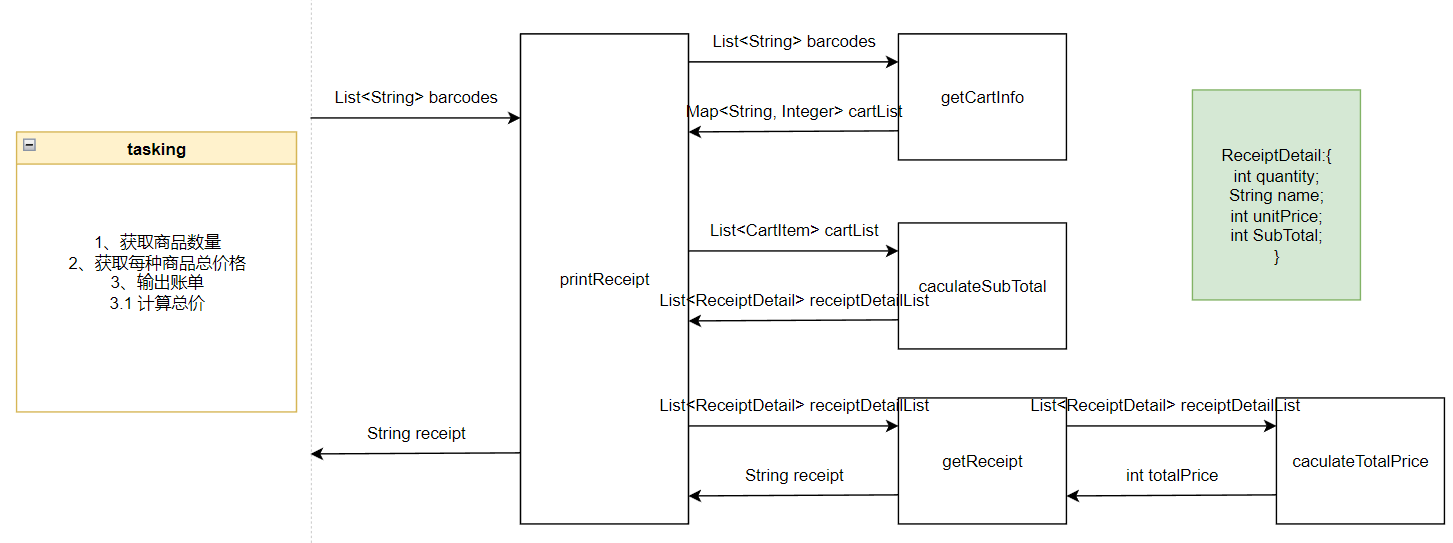 tasking
1、获取商品数量
2、获取每种商品总价格
3、输出账单
3.1 计算总价
List<String> barcodes
String receipt
printReceipt
List<String> barcodes
Map<String, Integer> cartList
getCartInfo
List<CartItem> cartList
List<ReceiptDetail> receiptDetailList
caculateSubTotal
List<ReceiptDetail> receiptDetailList
String receipt
getReceipt
List<ReceiptDetail> receiptDetailList
int totalPrice
caculateTotalPrice
ReceiptDetail:{
int quantity;
String name;
int unitPrice;
int SubTotal;
}